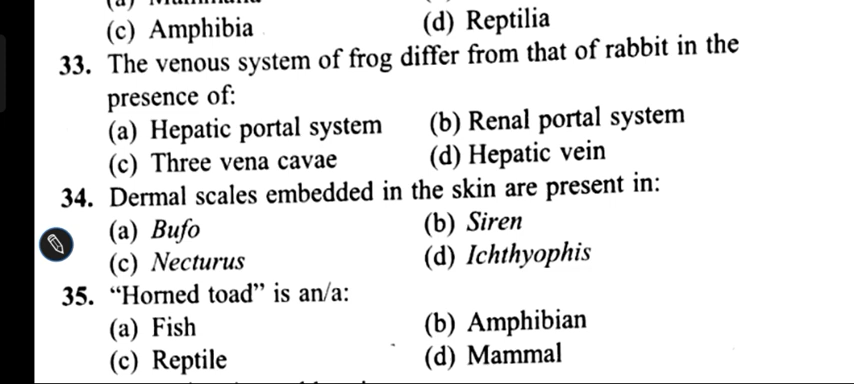 (c) Amphibia (d) Reptilia
33. The venous system of frog differ from that of rabbit in the
presence of:
(a) Hepatic portal system (b) Renal portal system
(c) Three vena cavae (d) Hepatic vein
34. Dermal scales embedded in the skin are present in:
(a) Bufo (b) Siren
(c) Necturus (d) Ichthyophis
35. “Horned toad” is an/a:
(a) Fish (b) Amphibian
(c) Reptile (d) Mammal